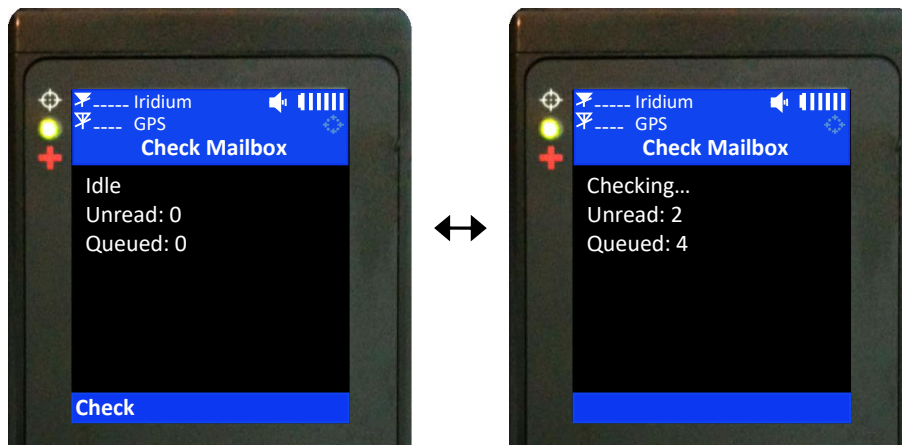 ----- Iridium
---- GPS
Check Mailbox
Idle
Unread: 0
Queued: 0
Check
----- Iridium
---- GPS
Check Mailbox
Checking...
Unread: 2
Queued: 4